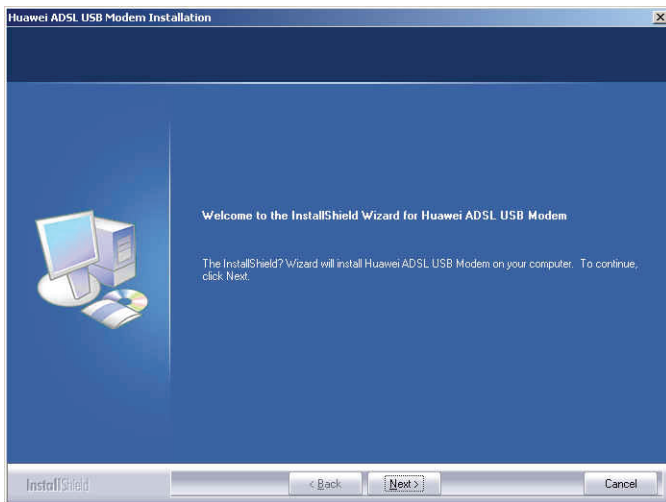 Huawei ADSL USB Modem Installation
Welcome to the InstallShield Wizard for Huawei ADSL USB Modem
The InstallShield? Wizard will install Huawei ADSL USB Modem on your computer. To continue,
click Next.
InstallShield
< Back
Next >
Cancel